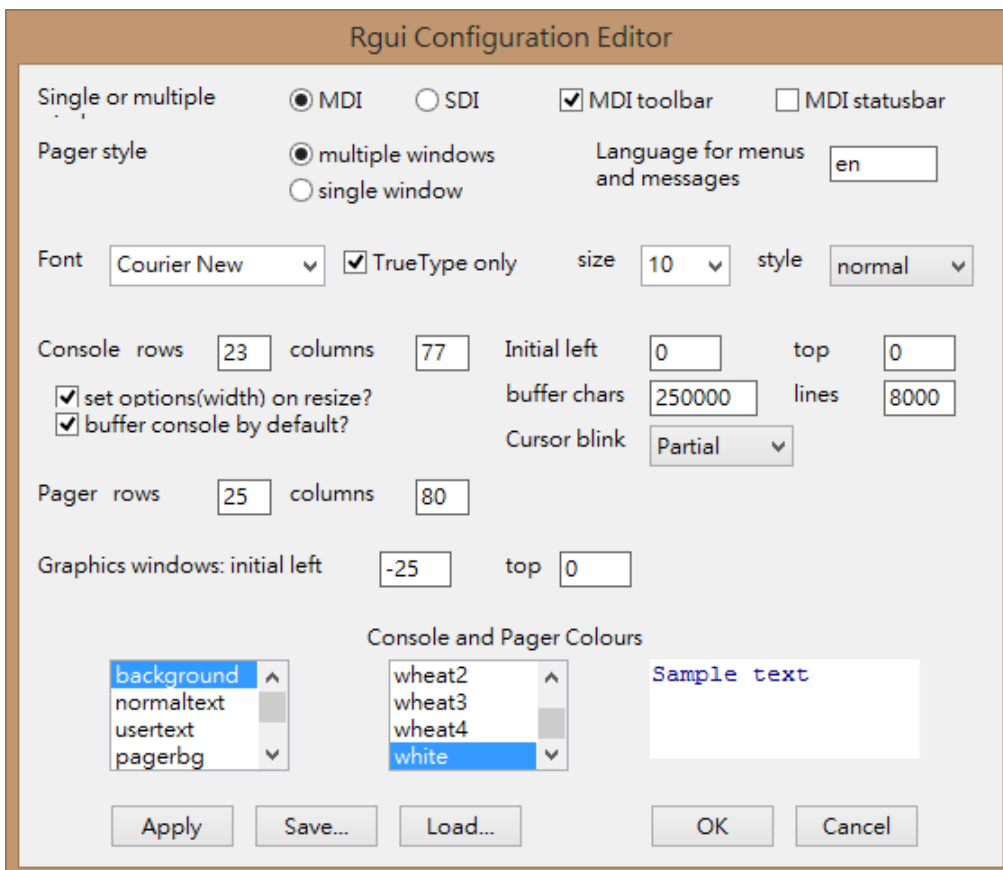 Rgui Configuration Editor
Single or multiple MDI SDI MDI toolbar MDI statusbar
Pager style multiple windows Language for menus and messages en
single window
Font Courier New TrueType only size 10 style normal
Console rows 23 columns 77 Initial left 0 top 0
set options(width) on resize? buffer chars 250000 lines 8000
buffer console by default?
Cursor blink Partial
Pager rows 25 columns 80
Graphics windows: initial left -25 top 0
Console and Pager Colours
background wheat2 Sample text
normaltext wheat3
usertext wheat4
pagerbg white
Apply Save... Load... OK Cancel